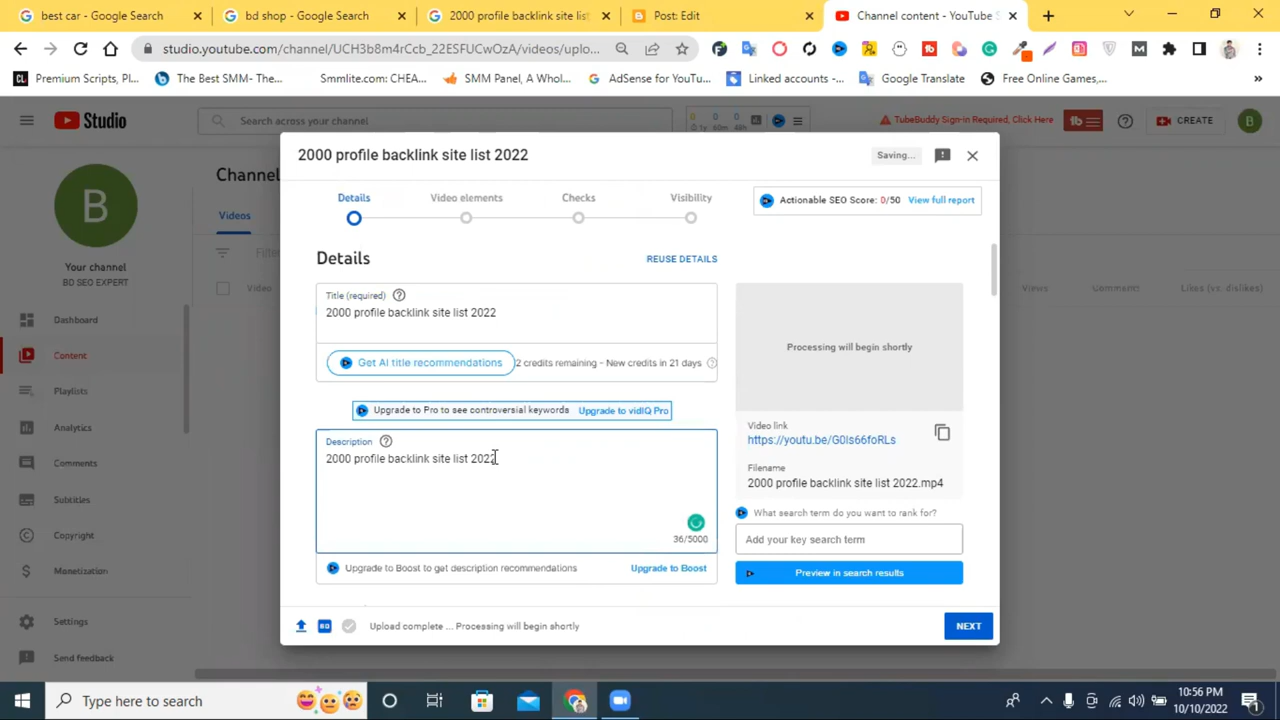 best car - Google Search
bd shop - Google Search
2000 profile backlink site list
Post: Edit
Channel content - YouTube S
studio.youtube.com/channel/UCH3b8m4rCcb_22ESFUCwOzA/videos/uplo...
Premium Scripts, Pl...
The Best SMM- The...
Smmlite.com: CHEA...
SMM Panel, A Whol...
AdSense for YouTu...
Linked accounts -...
Google Translate
Free Online Games,...
Studio
Search across your channel
TubeBuddy Sign-in Required, Click Here
CREATE
B
B
Your channel
BD SEO EXPERT
Dashboard
Content
Playlists
Analytics
Comments
Subtitles
Copyright
Monetization
Settings
Send feedback
Channel
Videos
Filter
Video
Views
Comments
Likes (vs. dislikes)
2000 profile backlink site list 2022
Saving...
Details
Video elements
Checks
Visibility
Actionable SEO Score: 0/50 View full report
Details
REUSE DETAILS
Title (required)
2000 profile backlink site list 2022
Get AI title recommendations
2 credits remaining - New credits in 21 days
Upgrade to Pro to see controversial keywords Upgrade to vidIQ Pro
Description
2000 profile backlink site list 2022
36/5000
Upgrade to Boost to get description recommendations
Upgrade to Boost
Processing will begin shortly
Video link
https://youtu.be/G0Is66foRLs
Filename
2000 profile backlink site list 2022.mp4
What search term do you want to rank for?
Add your key search term
Preview in search results
Upload complete ... Processing will begin shortly
NEXT
Type here to search
10:56 PM
10/10/2022